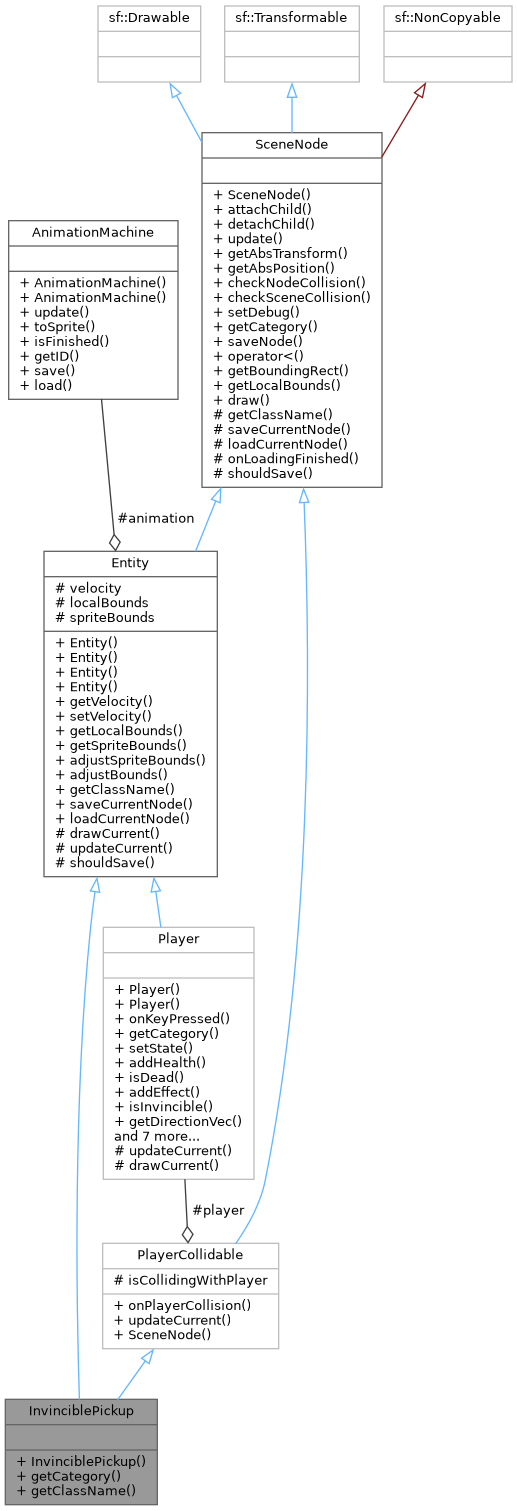 sf::Drawable
sf::Transformable
sf::NonCopyable
SceneNode
+ SceneNode()
+ attachChild()
+ detachChild()
+ update()
+ getAbsTransform()
+ getAbsPosition()
+ checkNodeCollision()
+ checkSceneCollision()
+ setDebug()
+ getCategory()
+ saveNode()
+ operator<()
+ getBoundingRect()
+ getLocalBounds()
+ draw()
# getClassName()
# saveCurrentNode()
# loadCurrentNode()
# onLoadingFinished()
# shouldSave()
AnimationMachine
+ AnimationMachine()
+ AnimationMachine()
+ update()
+ toSprite()
+ isFinished()
+ getID()
+ save()
+ load()
#animation
Entity
# velocity
# localBounds
# spriteBounds
+ Entity()
+ Entity()
+ Entity()
+ Entity()
+ getVelocity()
+ setVelocity()
+ getLocalBounds()
+ getSpriteBounds()
+ adjustSpriteBounds()
+ adjustBounds()
+ getClassName()
+ saveCurrentNode()
+ loadCurrentNode()
# drawCurrent()
# updateCurrent()
# shouldSave()
Player
+ Player()
+ Player()
+ onKeyPressed()
+ getCategory()
+ setState()
+ addHealth()
+ isDead()
+ addEffect()
+ isInvincible()
+ getDirectionVec()
and 7 more...
# updateCurrent()
# drawCurrent()
#player
PlayerCollidable
# isCollidingWithPlayer
+ onPlayerCollision()
+ updateCurrent()
+ SceneNode()
InvinciblePickup
+ InvinciblePickup()
+ getCategory()
+ getClassName()